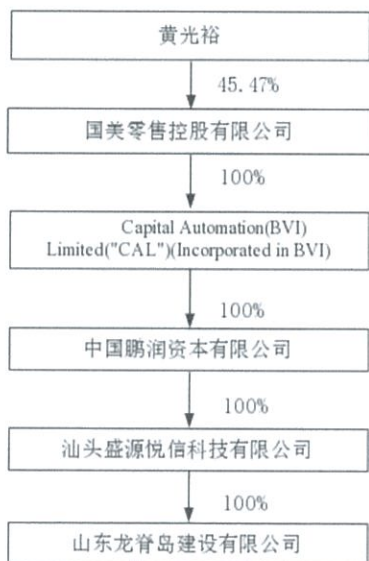 黄光裕
45.47%
国美零售控股有限公司
100%
Capital Automation(BVI)
Limited("CAL")(Incorporated in BVI)
100%
中国鹏润资本有限公司
100%
汕头盛源悦信科技有限公司
100%
山东龙脊岛建设有限公司